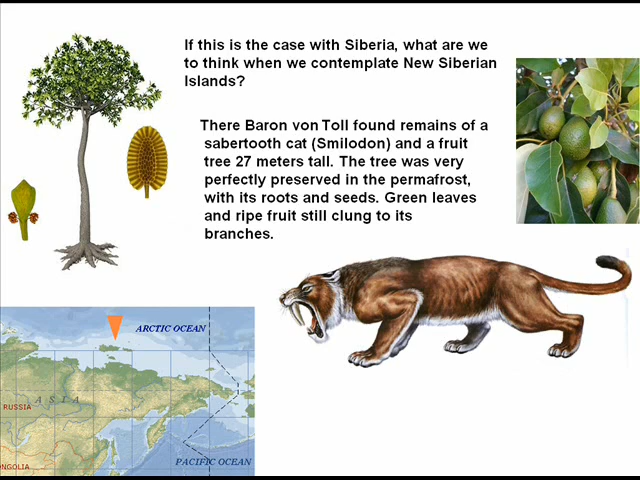 If this is the case with Siberia, what are we
to think when we contemplate New Siberian
Islands?
There Baron von Toll found remains of a
sabertooth cat (Smilodon) and a fruit
tree 27 meters tall. The tree was very
perfectly preserved in the permafrost,
with its roots and seeds. Green leaves
and ripe fruit still clung to its
branches.
ARCTIC OCEAN
ASIA
RUSSIA
ONGOLIA
PACIFIC OCEAN